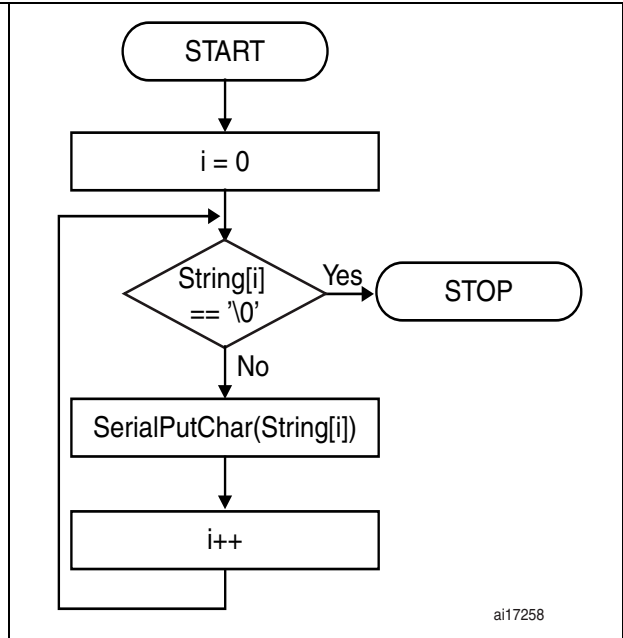 START
i = 0
String[i]
== '\0'
Yes
STOP
No
SerialPutChar(String[i])
i++
ai17258